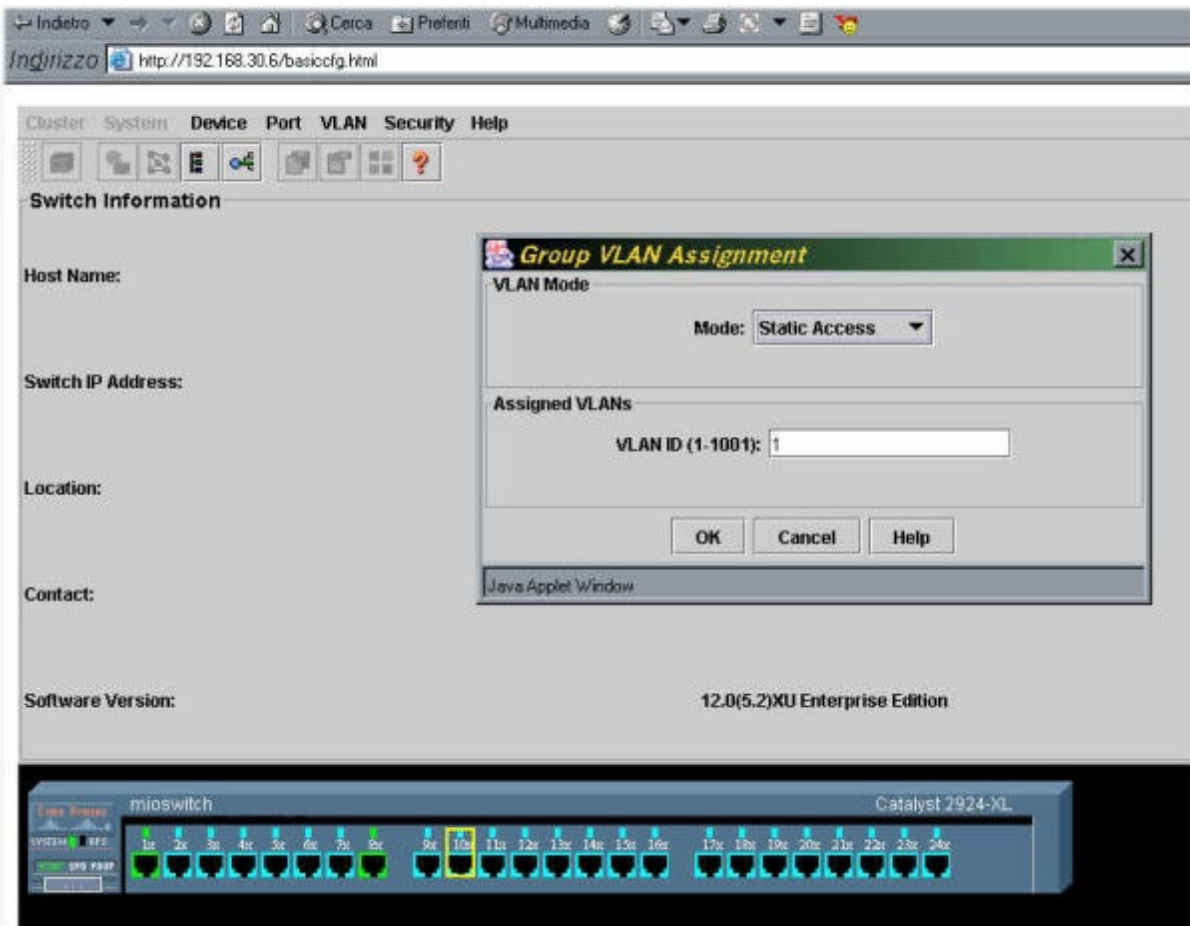 Indietro Cerca Preferiti Multimedia
Indirizzo http://192.168.30.6/basiccfg.html
Cluster System Device Port VLAN Security Help
Switch Information
Group VLAN Assignment
VLAN Mode
Host Name:
Mode: Static Access
Switch IP Address:
Assigned VLANs
VLAN ID (1-1001): 1
Location:
OK Cancel Help
Java Applet Window
Contact:
Software Version: 12.0(5.2)XU Enterprise Edition
mioswitch Catalyst 2924-XL
SYSTEM RPS
1x 2x 3x 4x 5x 6x 7x 8x 9x 10x 11x 12x 13x 14x 15x 16x 17x 18x 19x 20x 21x 22x 23x 24x